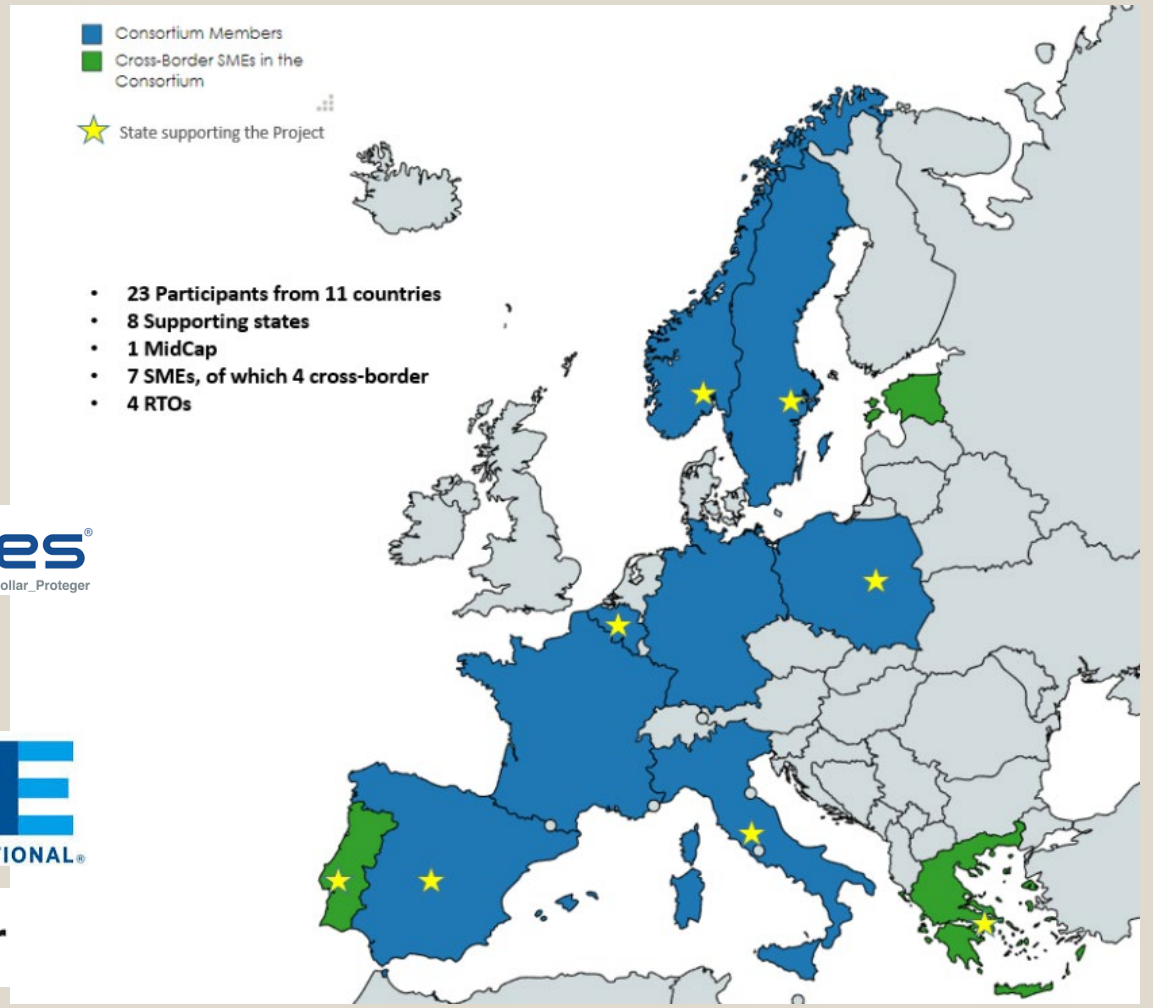 Consortium Members
Cross-Border SMEs in the
Consortium
State supporting the Project
• 23 Participants from 11 countries
• 8 Supporting states
• 1 MidCap
• 7 SMEs, of which 4 cross-border
• 4 RTOs
es®
ollar_Proteger
E
TIONAL®
r